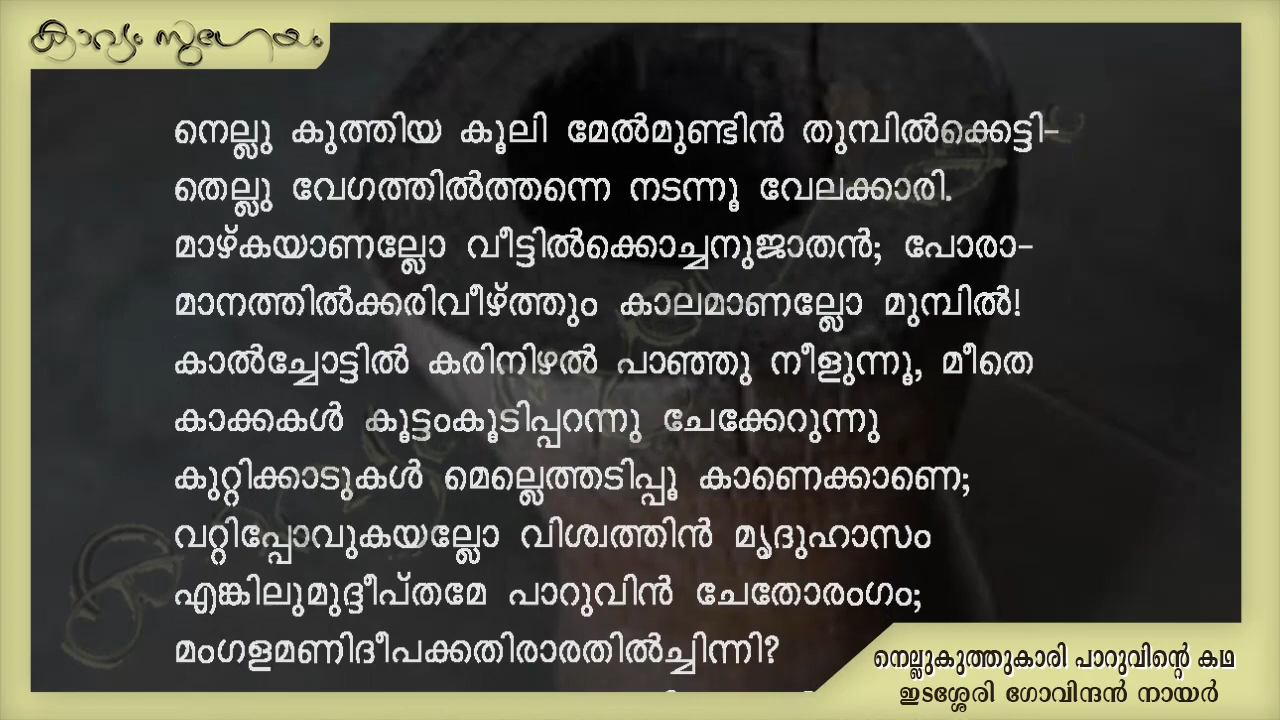 കാവ്യം സുഗേയം
നെല്ലു കുത്തിയ കൂലി മേൽമുണ്ടിൻ തുമ്പിൽക്കെട്ടി-
തെല്ലു വേഗത്തിൽത്തന്നെ നടന്നൂ വേലക്കാരി.
മാഴ്കയാണല്ലോ വീട്ടിൽക്കൊച്ചനുജാതൻ; പോരാ-
മാനത്തിൽക്കരിവീഴ്ത്തും കാലമാണല്ലോ മുമ്പിൽ!
കാൽച്ചോട്ടിൽ കരിനിഴൽ പാഞ്ഞു നീളുന്നൂ, മീതെ
കാക്കകൾ കൂട്ടംകൂടിപ്പറന്നു ചേക്കേറുന്നു
കുറ്റിക്കാടുകൾ മെല്ലെത്തടിപ്പൂ കാണെക്കാണെ;
വറ്റിപ്പോവുകയല്ലോ വിശ്വത്തിൻ മൃദുഹാസം
എങ്കിലുമുദ്ദീപ്തമേ പാറുവിൻ ചേതോരംഗം;
മംഗളമണിദീപക്കതിരാരതിൽച്ചിന്നി?
നെല്ലുകുത്തുകാരി പാറുവിന്റെ കഥ
ഇടശ്ശേരി ഗോവിന്ദൻ നായർ